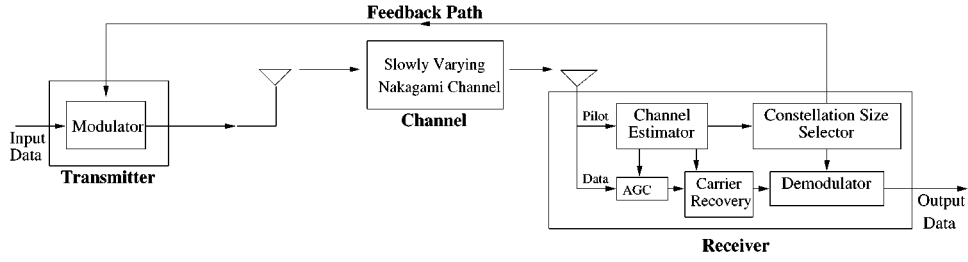 Feedback Path
Slowly Varying
Nakagami Channel
Channel
Input
Data
Modulator
Transmitter
Pilot
Channel
Estimator
Constellation Size
Selector
Data
AGC
Carrier
Recovery
Demodulator
Output
Data
Receiver